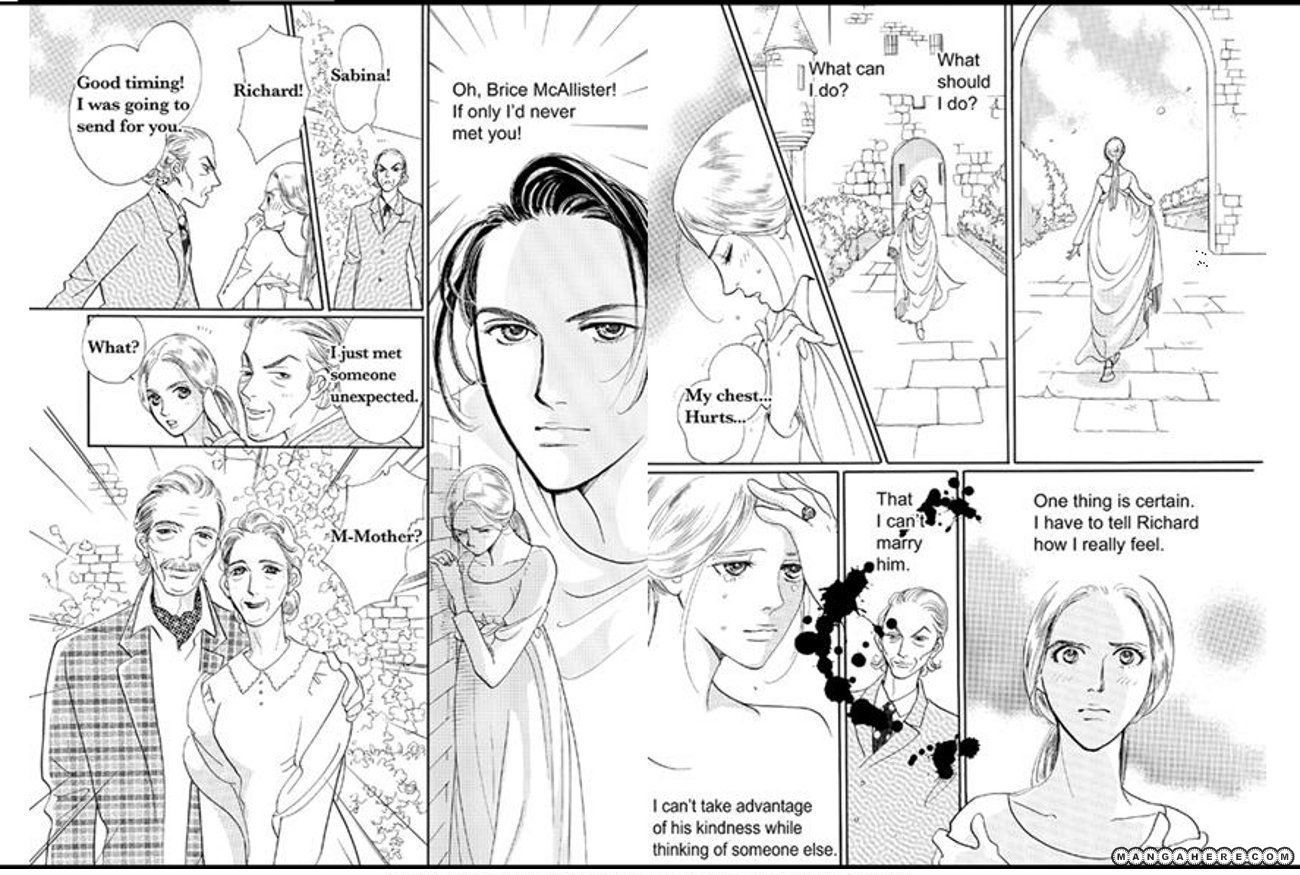 What
should
I do?
What can
I do?
My chest...
Hurts...
One thing is certain.
I have to tell Richard
how I really feel.
That
I can't
marry
him.
I can't take advantage
of his kindness while
thinking of someone else.
Oh, Brice McAllister!
If only I'd never
met you!
Sabina!
Richard!
Good timing!
I was going to
send for you.
I just met
someone
unexpected.
What?
M-Mother?
MANGAHERE.COM